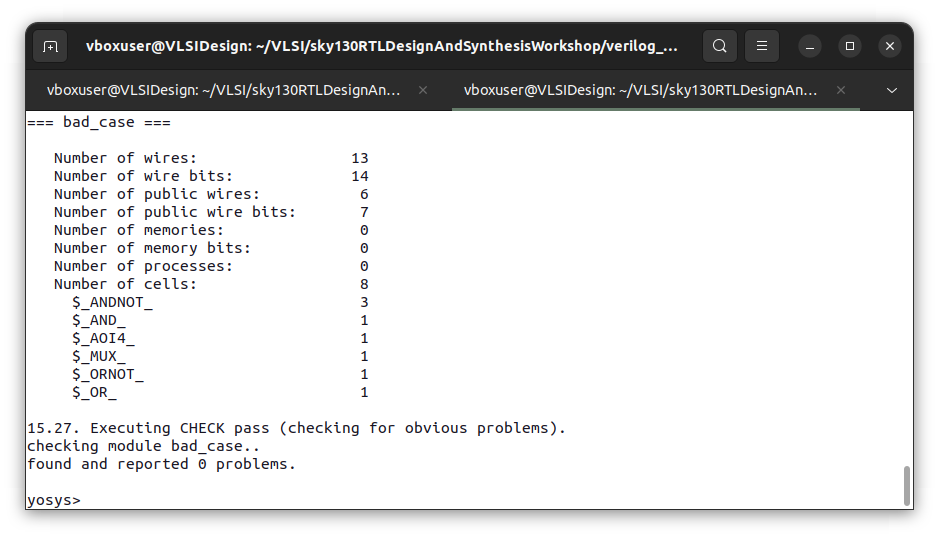 vboxuser@VLSIDesign: ~/VLSI/sky130RTLDesignAndSynthesisWorkshop/verilog_...
vboxuser@VLSIDesign: ~/VLSI/sky130RTLDesignAn... vboxuser@VLSIDesign: ~/VLSI/sky130RTLDesignAn...
=== bad_case ===
Number of wires: 13
Number of wire bits: 14
Number of public wires: 6
Number of public wire bits: 7
Number of memories: 0
Number of memory bits: 0
Number of processes: 0
Number of cells: 8
$_ANDNOT_ 3
$_AND_ 1
$_AOI4_ 1
$_MUX_ 1
$_ORNOT_ 1
$_OR_ 1
15.27. Executing CHECK pass (checking for obvious problems).
checking module bad_case..
found and reported 0 problems.
yosys>